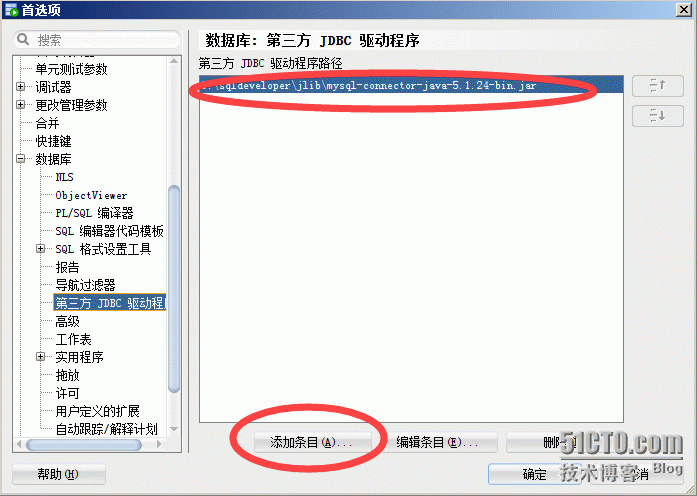 首选项
搜索
单元测试参数
调试器
更改管理参数
合并
快捷键
数据库
NLS
ObjectViewer
PL/SQL 编译器
SQL 编辑器代码模板
SQL 格式设置工具
报告
导航过滤器
第三方 JDBC 驱动程
高级
工作表
实用程序
拖放
许可
用户定义的扩展
自动跟踪/解释计划
数据库: 第三方 JDBC 驱动程序
第三方 JDBC 驱动程序路径
\sqldeveloper\jlib\mysql-connector-java-5.1.24-bin.jar
添加条目(A)...
编辑条目(E)...
删
帮助(H)
确定
消
51CTO.com
技术博客 Blog